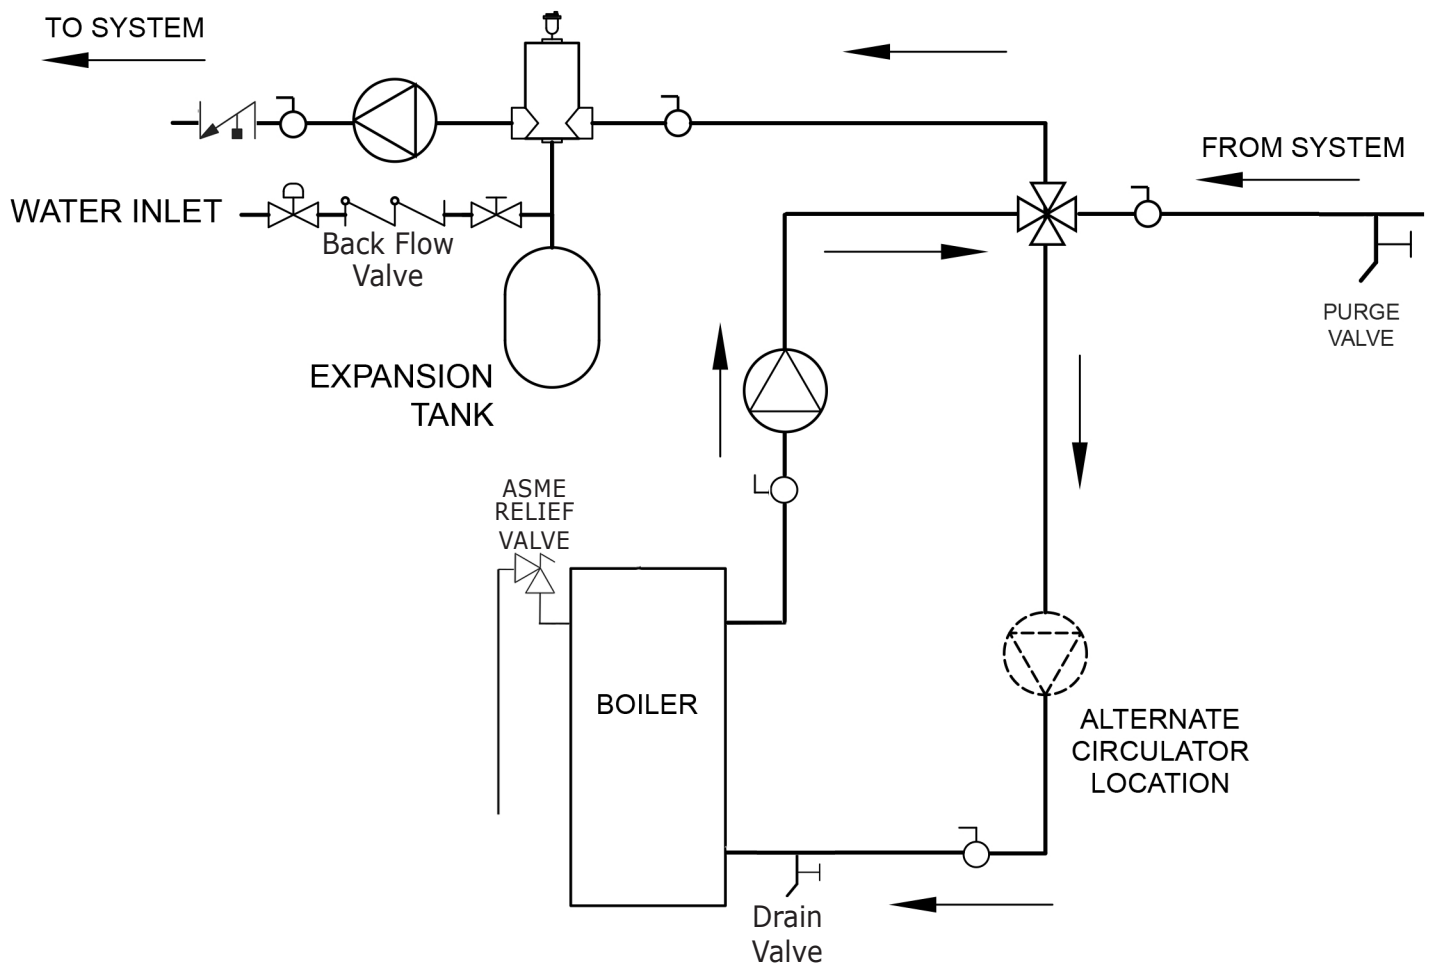 TO SYSTEM
FROM SYSTEM
WATER INLET
Back Flow
Valve
PURGE
VALVE
EXPANSION
TANK
ASME
RELIEF
VALVE
BOILER
ALTERNATE
CIRCULATOR
LOCATION
Drain
Valve